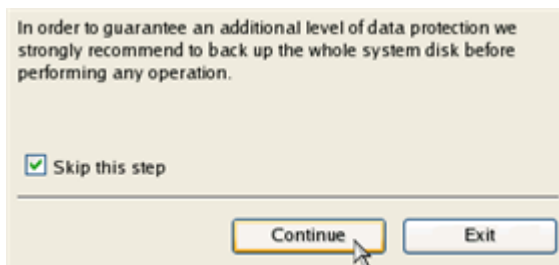 In order to guarantee an additional level of data protection we
strongly recommend to back up the whole system disk before
performing any operation.
Skip this step
Continue Exit